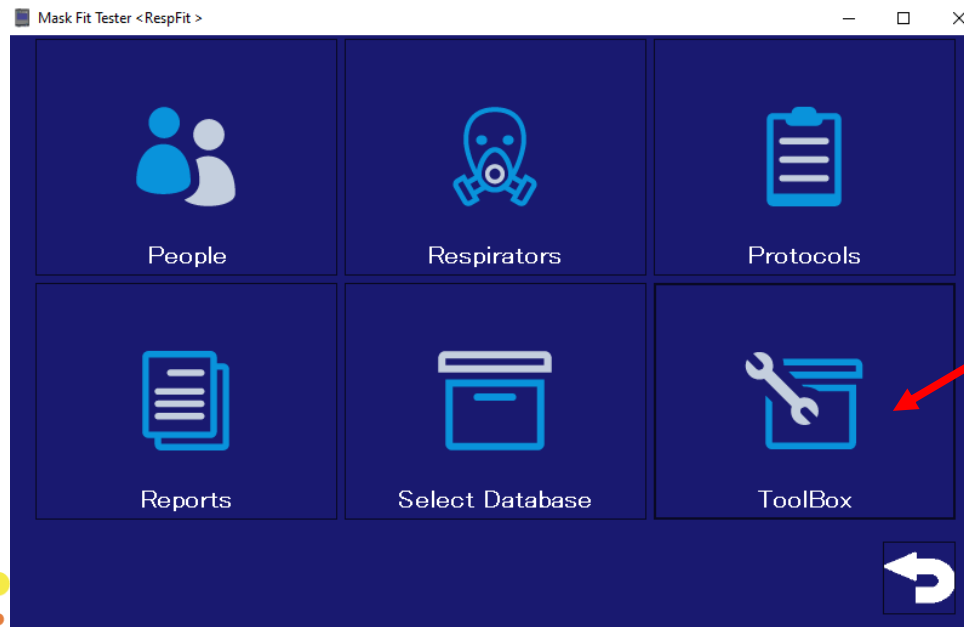 Mask Fit Tester <RespFit >
People
Respirators
Protocols
Reports
Select Database
ToolBox